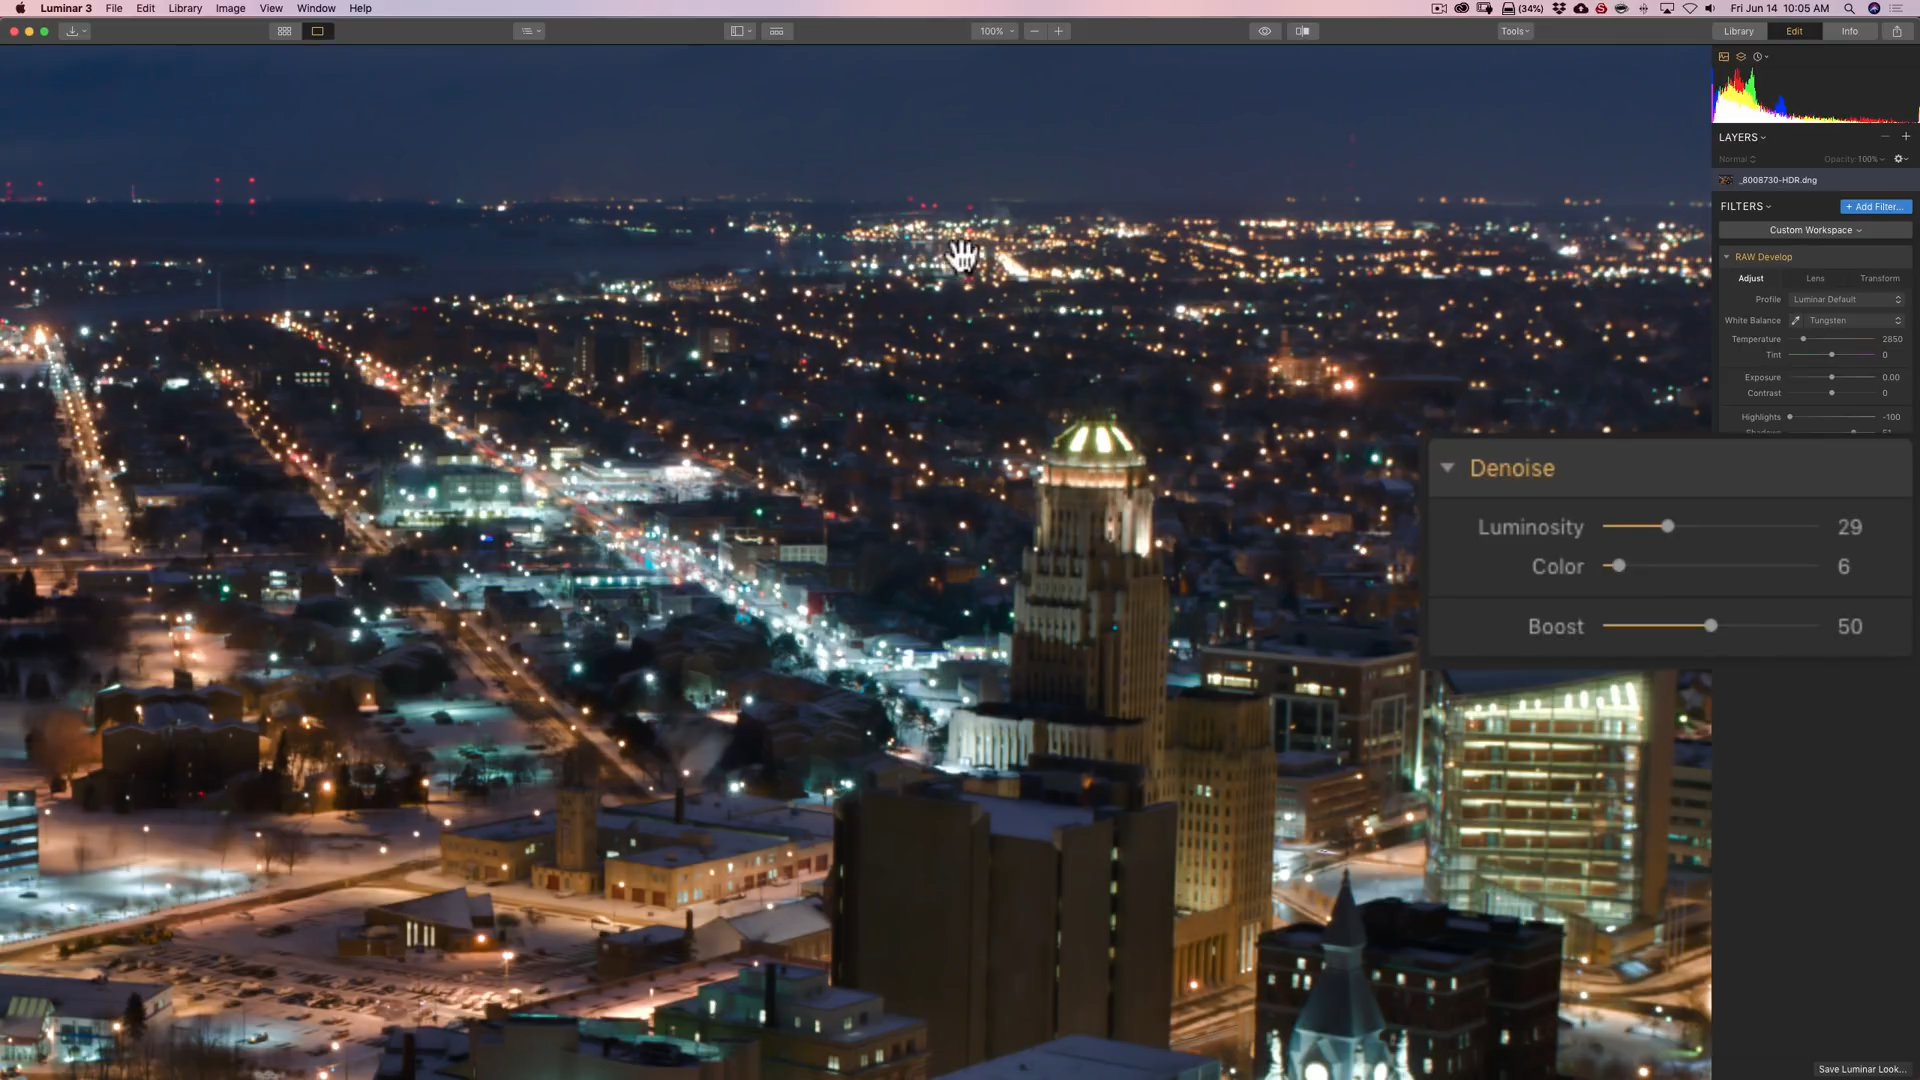 Luminar 3 File Edit Library Image View Window Help
(34%) Fri Jun 14 10:05 AM
100% Tools Library Edit Info
LAYERS
Normal Opacity: 100%
_8008730-HDR.dng
FILTERS + Add Filter...
Custom Workspace
RAW Develop
Adjust Lens Transform
Profile Luminar Default
White Balance Tungsten
Temperature 2850
Tint 0
Exposure 0.00
Contrast 0
Highlights -100
Denoise
Luminosity 29
Color 6
Boost 50
Save Luminar Look...